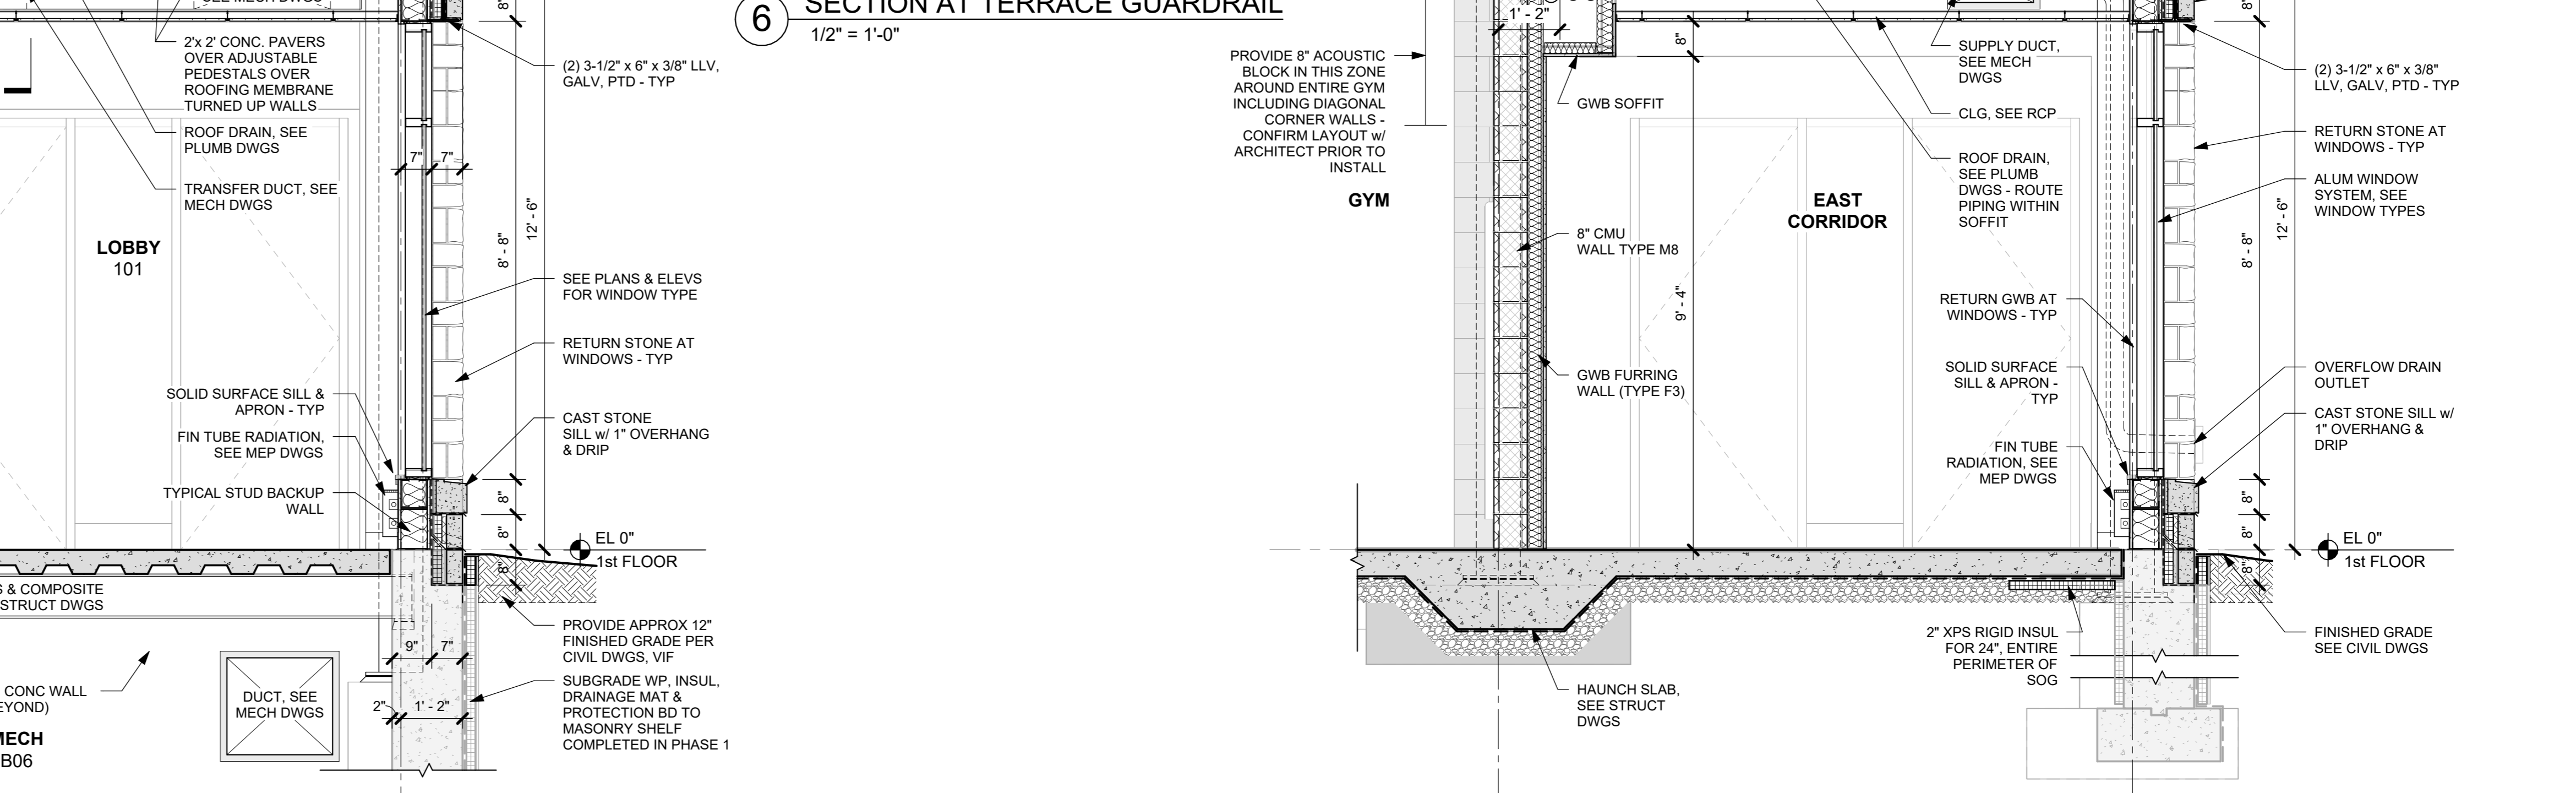 SEE MECH DWGS
2'x 2' CONC. PAVERS
OVER ADJUSTABLE
PEDESTALS OVER
ROOFING MEMBRANE
TURNED UP WALLS
ROOF DRAIN, SEE
PLUMB DWGS
TRANSFER DUCT, SEE
MECH DWGS
LOBBY
101
7"
7"
SOLID SURFACE SILL &
APRON - TYP
FIN TUBE RADIATION,
SEE MEP DWGS
TYPICAL STUD BACKUP
WALL
8"
8' - 8"
12' - 6"
8"
8"
8"
(2) 3-1/2" x 6" x 3/8" LLV,
GALV, PTD - TYP
SEE PLANS & ELEVS
FOR WINDOW TYPE
RETURN STONE AT
WINDOWS - TYP
CAST STONE
SILL w/ 1" OVERHANG
& DRIP
EL 0"
1st FLOOR
S & COMPOSITE
STRUCT DWGS
CONC WALL
EYOND)
MECH
B06
DUCT, SEE
MECH DWGS
9"
7"
2"
1' - 2"
PROVIDE APPROX 12"
FINISHED GRADE PER
CIVIL DWGS, VIF
SUBGRADE WP, INSUL,
DRAINAGE MAT &
PROTECTION BD TO
MASONRY SHELF
COMPLETED IN PHASE 1
6
SECTION AT TERRACE GUARDRAIL
1/2" = 1'-0"
PROVIDE 8" ACOUSTIC
BLOCK IN THIS ZONE
AROUND ENTIRE GYM
INCLUDING DIAGONAL
CORNER WALLS -
CONFIRM LAYOUT w/
ARCHITECT PRIOR TO
INSTALL
GYM
1' - 2"
8"
GWB SOFFIT
8" CMU
WALL TYPE M8
9' - 4"
GWB FURRING
WALL (TYPE F3)
EAST
CORRIDOR
SUPPLY DUCT,
SEE MECH
DWGS
CLG, SEE RCP
ROOF DRAIN,
SEE PLUMB
DWGS - ROUTE
PIPING WITHIN
SOFFIT
RETURN GWB AT
WINDOWS - TYP
SOLID SURFACE
SILL & APRON -
TYP
FIN TUBE
RADIATION, SEE
MEP DWGS
8"
8' - 8"
12' - 6"
8"
8"
8"
(2) 3-1/2" x 6" x 3/8"
LLV, GALV, PTD - TYP
RETURN STONE AT
WINDOWS - TYP
ALUM WINDOW
SYSTEM, SEE
WINDOW TYPES
OVERFLOW DRAIN
OUTLET
CAST STONE SILL w/
1" OVERHANG &
DRIP
EL 0"
1st FLOOR
HAUNCH SLAB,
SEE STRUCT
DWGS
2" XPS RIGID INSUL
FOR 24", ENTIRE
PERIMETER OF
SOG
FINISHED GRADE
SEE CIVIL DWGS